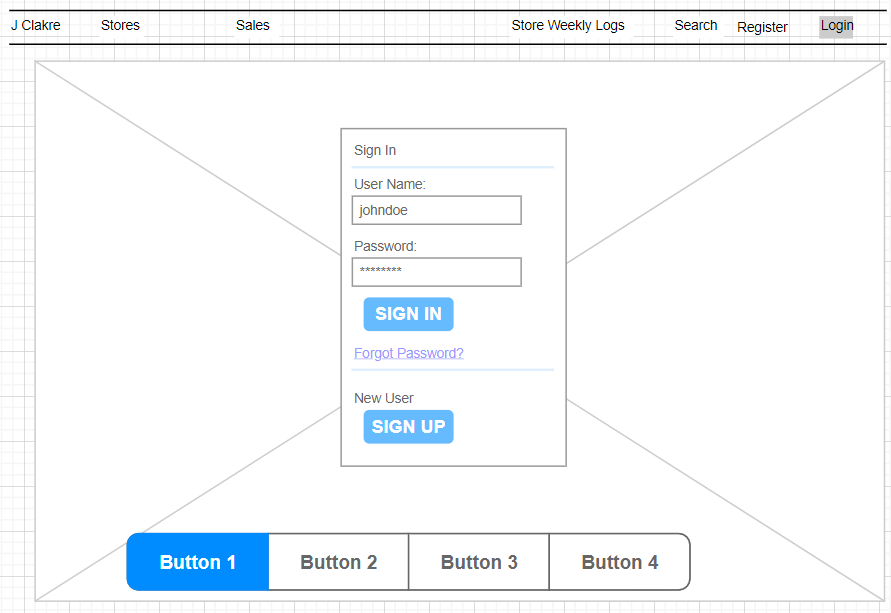 J Clakre Stores Sales Store Weekly Logs Search Register Login
Sign In
User Name:
johndoe
Password:
********
SIGN IN
Forgot Password?
New User
SIGN UP
Button 1 Button 2 Button 3 Button 4